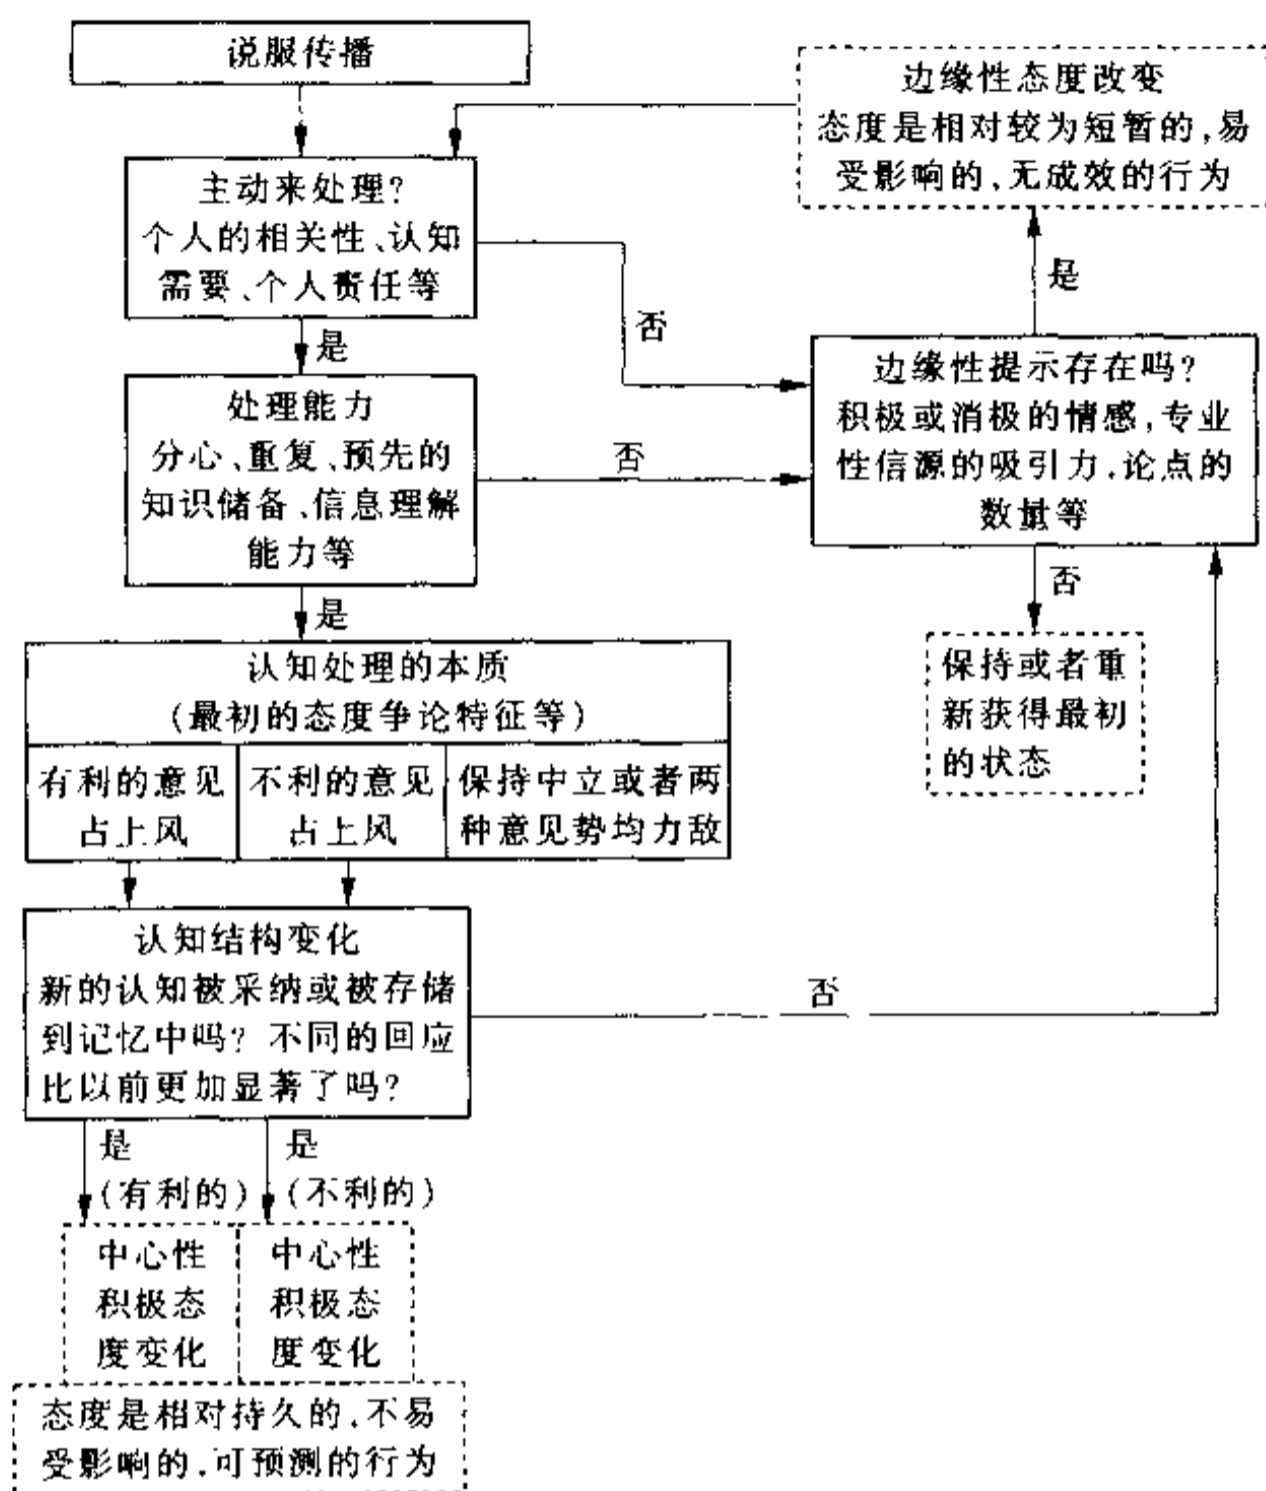 说服传播
边缘性态度改变
态度是相对较为短暂的,易
受影响的,无成效的行为
主动来处理?
个人的相关性、认知
需要、个人责任等
是
否
是
处理能力
分心、重复、预先的
知识储备、信息理解
能力等
否
边缘性提示存在吗?
积极或消极的情感,专业
性信源的吸引力,论点的
数量等
是
否
认知处理的本质
(最初的态度争论特征等)
有利的意见
占上风
不利的意见
占上风
保持中立或者两
种意见势均力敌
保持或者重
新获得最初
的状态
认知结构变化
新的认知被采纳或被存储
到记忆中吗?不同的回应
比以前更加显著了吗?
否
是
(有利的)
是
(不利的)
中心性
积极态
度变化
中心性
积极态
度变化
态度是相对持久的,不易
受影响的,可预测的行为